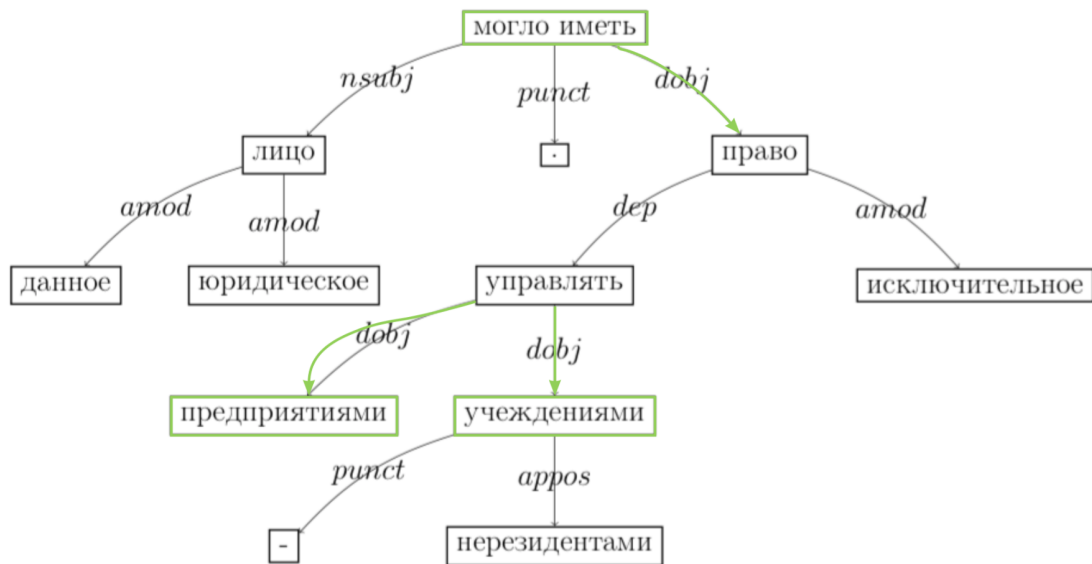 могло иметь
nsubj
punct
dobj
лицо
.
право
amod
amod
dep
amod
данное
юридическое
управлять
исключительное
dobj
dobj
предприятиями
учеждениями
punct
appos
-
нерезидентами